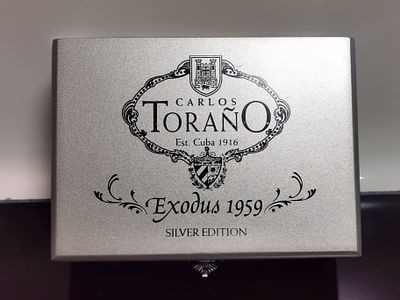 CARLOS
TORAÑO
Est. Cuba 1916
Exodus 1959
SILVER EDITION